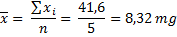 x̅ = ∑xᵢ / n = 41,6 / 5 = 8,32 mg